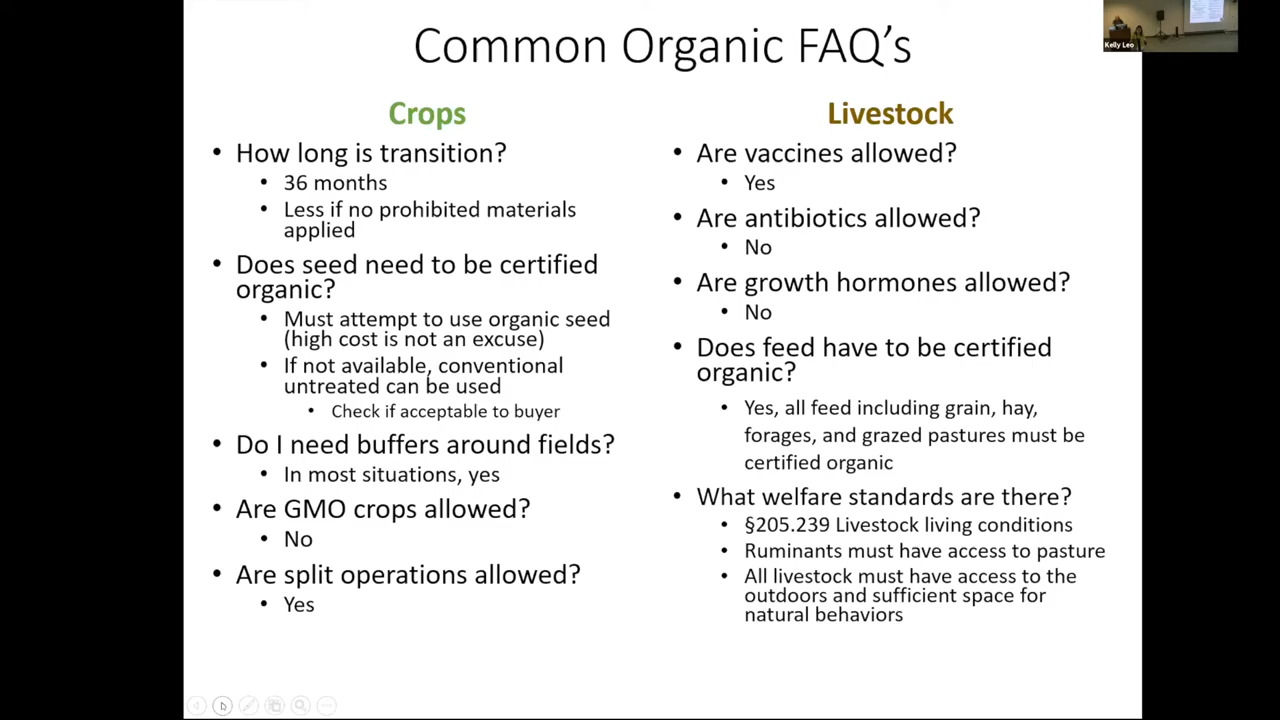 Common Organic FAQ's
Kelly Leo
Crops
How long is transition?
36 months
Less if no prohibited materials
applied
Does seed need to be certified
organic?
Must attempt to use organic seed
(high cost is not an excuse)
If not available, conventional
untreated can be used
Check if acceptable to buyer
Do I need buffers around fields?
In most situations, yes
Are GMO crops allowed?
No
Are split operations allowed?
Yes
Livestock
Are vaccines allowed?
Yes
Are antibiotics allowed?
No
Are growth hormones allowed?
No
Does feed have to be certified
organic?
Yes, all feed including grain, hay,
forages, and grazed pastures must be
certified organic
What welfare standards are there?
§205.239 Livestock living conditions
Ruminants must have access to pasture
All livestock must have access to the
outdoors and sufficient space for
natural behaviors